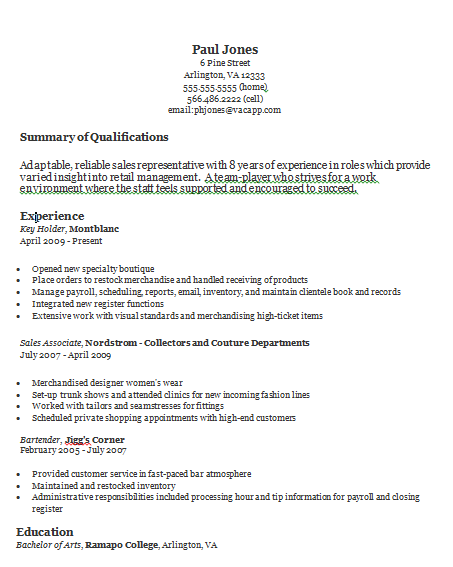 Paul Jones
6 Pine Street
Arlington, VA 12333
555.555.5555 (home)
566.486.2222 (cell)
email:phjones@vacapp.com
Summary of Qualifications
Adaptable, reliable sales representative with 8 years of experience in roles which provide
varied insight into retail management. A team-player who strives for a work
environment where the staff feels supported and encouraged to succeed.
Experience
Key Holder, Montblanc
April 2009 - Present
• Opened new specialty boutique
• Place orders to restock merchandise and handled receiving of products
• Manage payroll, scheduling, reports, email, inventory, and maintain clientele book and records
• Integrated new register functions
• Extensive work with visual standards and merchandising high-ticket items
Sales Associate, Nordstrom - Collectors and Couture Departments
July 2007 - April 2009
• Merchandised designer women's wear
• Set-up trunk shows and attended clinics for new incoming fashion lines
• Worked with tailors and seamstresses for fittings
• Scheduled private shopping appointments with high-end customers
Bartender, Jigg's Corner
February 2005 - July 2007
• Provided customer service in fast-paced bar atmosphere
• Maintained and restocked inventory
• Administrative responsibilities included processing hour and tip information for payroll and closing
register
Education
Bachelor of Arts, Ramapo College, Arlington, VA